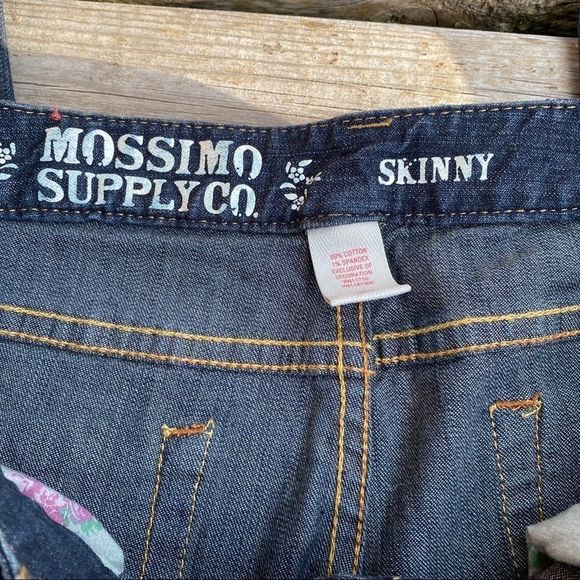 MOSSIMO
SUPPLY CO.
SKINNY
99% COTTON
1% SPANDEX
EXCLUSIVE OF
DECORATION